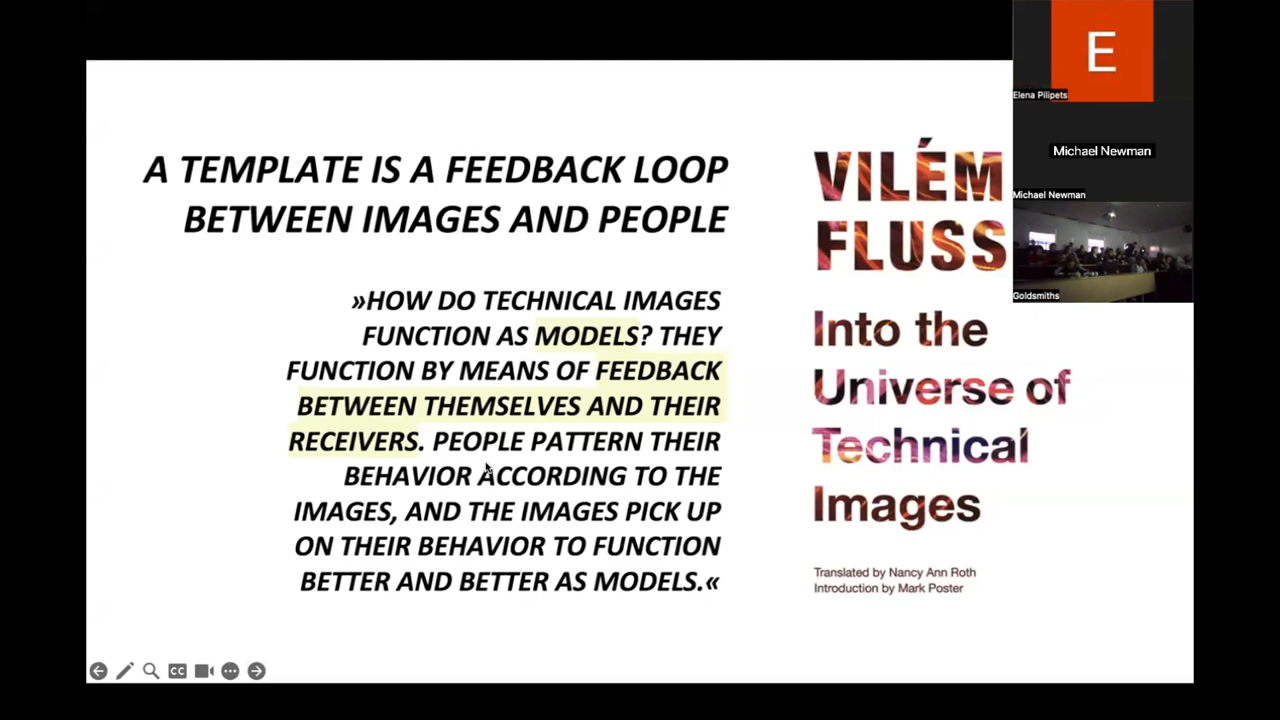 A TEMPLATE IS A FEEDBACK LOOP
BETWEEN IMAGES AND PEOPLE
»HOW DO TECHNICAL IMAGES
FUNCTION AS MODELS? THEY
FUNCTION BY MEANS OF FEEDBACK
BETWEEN THEMSELVES AND THEIR
RECEIVERS. PEOPLE PATTERN THEIR
BEHAVIOR ACCORDING TO THE
IMAGES, AND THE IMAGES PICK UP
ON THEIR BEHAVIOR TO FUNCTION
BETTER AND BETTER AS MODELS.«
VILÉM
FLUSS
Into the
Universe of
Technical
Images
Translated by Nancy Ann Roth
Introduction by Mark Poster
E
Elena Pilipets
Michael Newman
Michael Newman
Goldsmiths
CC